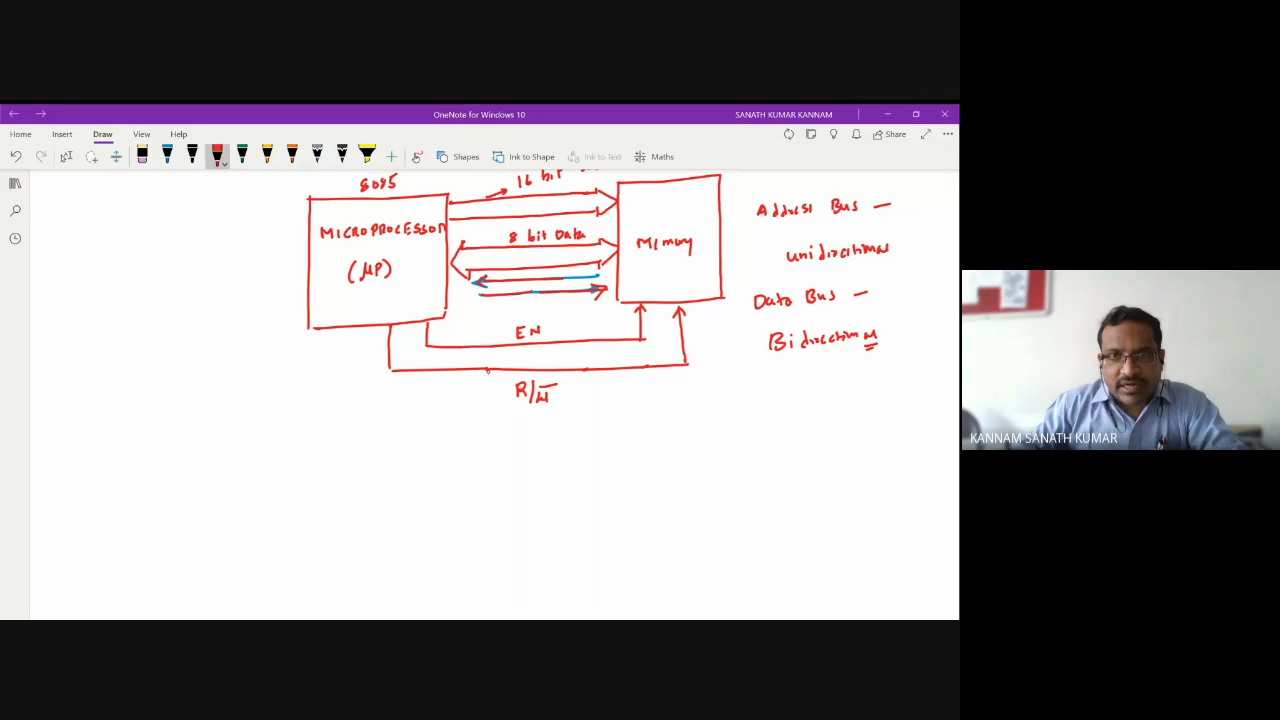 OneNote for Windows 10
SANATH KUMAR KANNAM
Home Insert Draw View Help
Share
Shapes Ink to Shape Ink to Text Maths
8085
16 bit
MICROPROCESSOR
(μP)
8 bit Data
Memory
EN
R/W̅
Address Bus –
unidirectional
Data Bus –
Bidirectional
KANNAM SANATH KUMAR